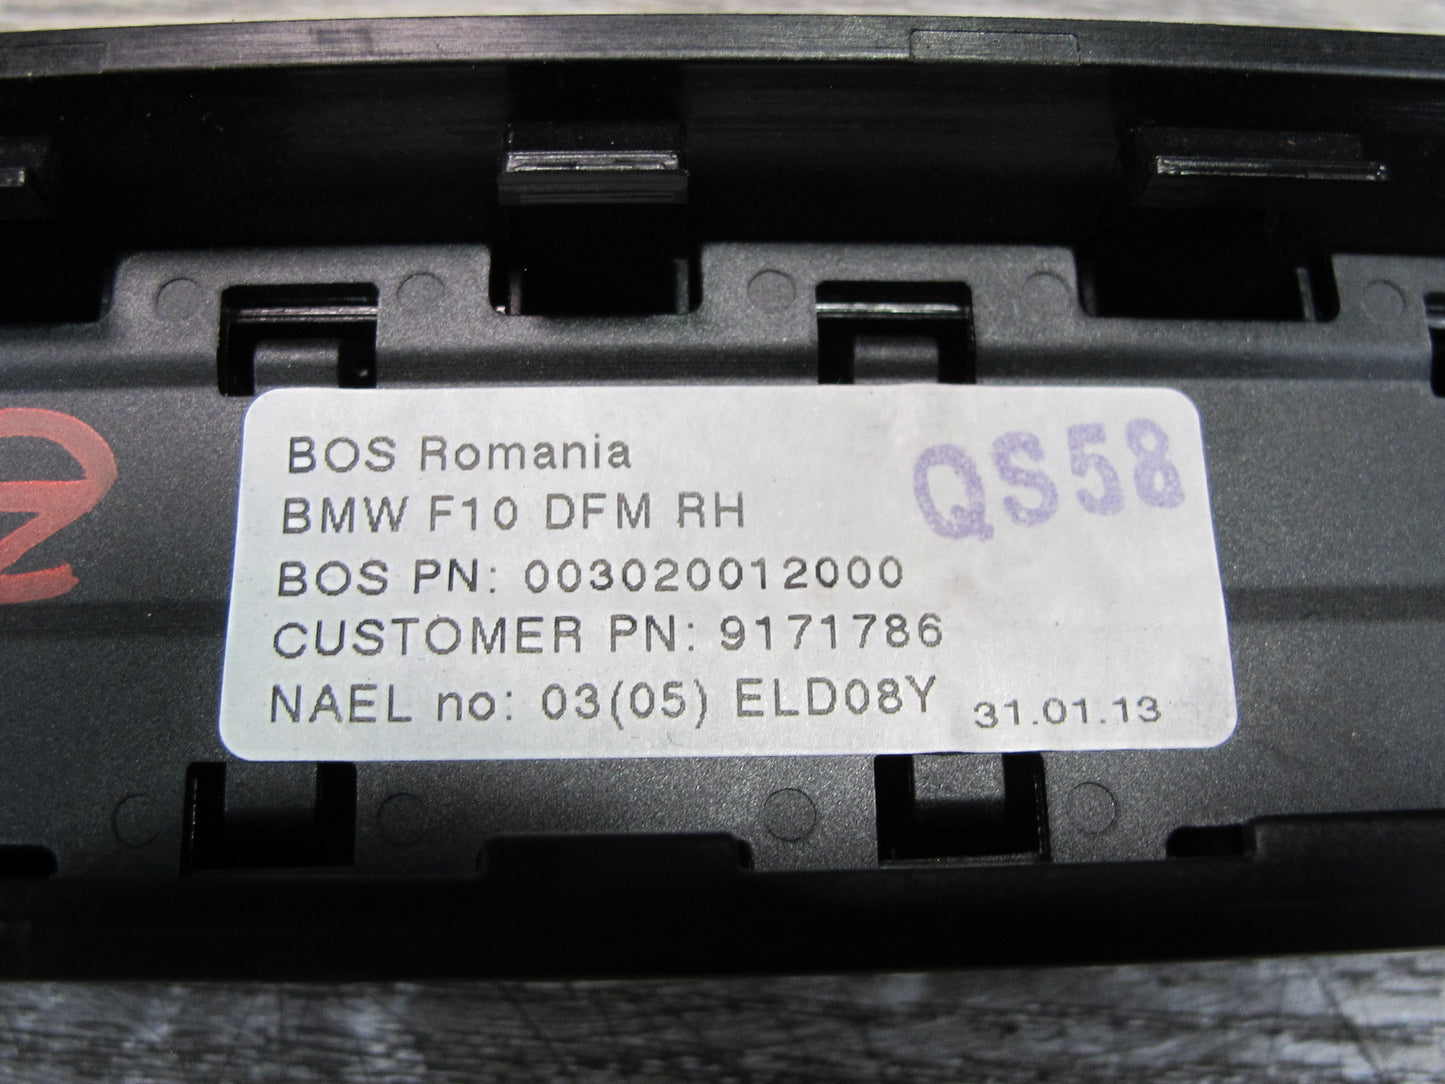 BOS Romania
QS58
BMW F10 DFM RH
BOS PN: 003020012000
CUSTOMER PN: 9171786
NAEL no: 03(05) ELD08Y 31.01.13